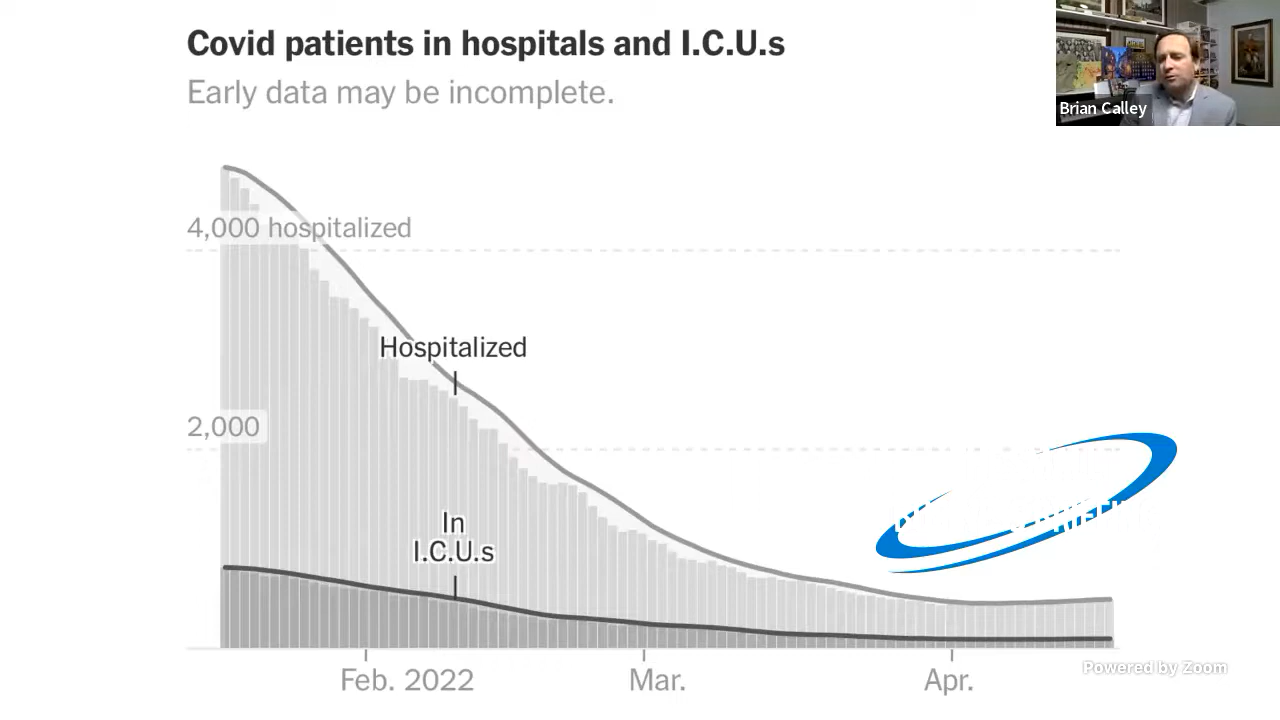 Covid patients in hospitals and I.C.U.s
Early data may be incomplete.
Brian Calley
4,000 hospitalized
Hospitalized
2,000
In
I.C.U.s
Feb. 2022
Mar.
Apr.
Powered by Zoom